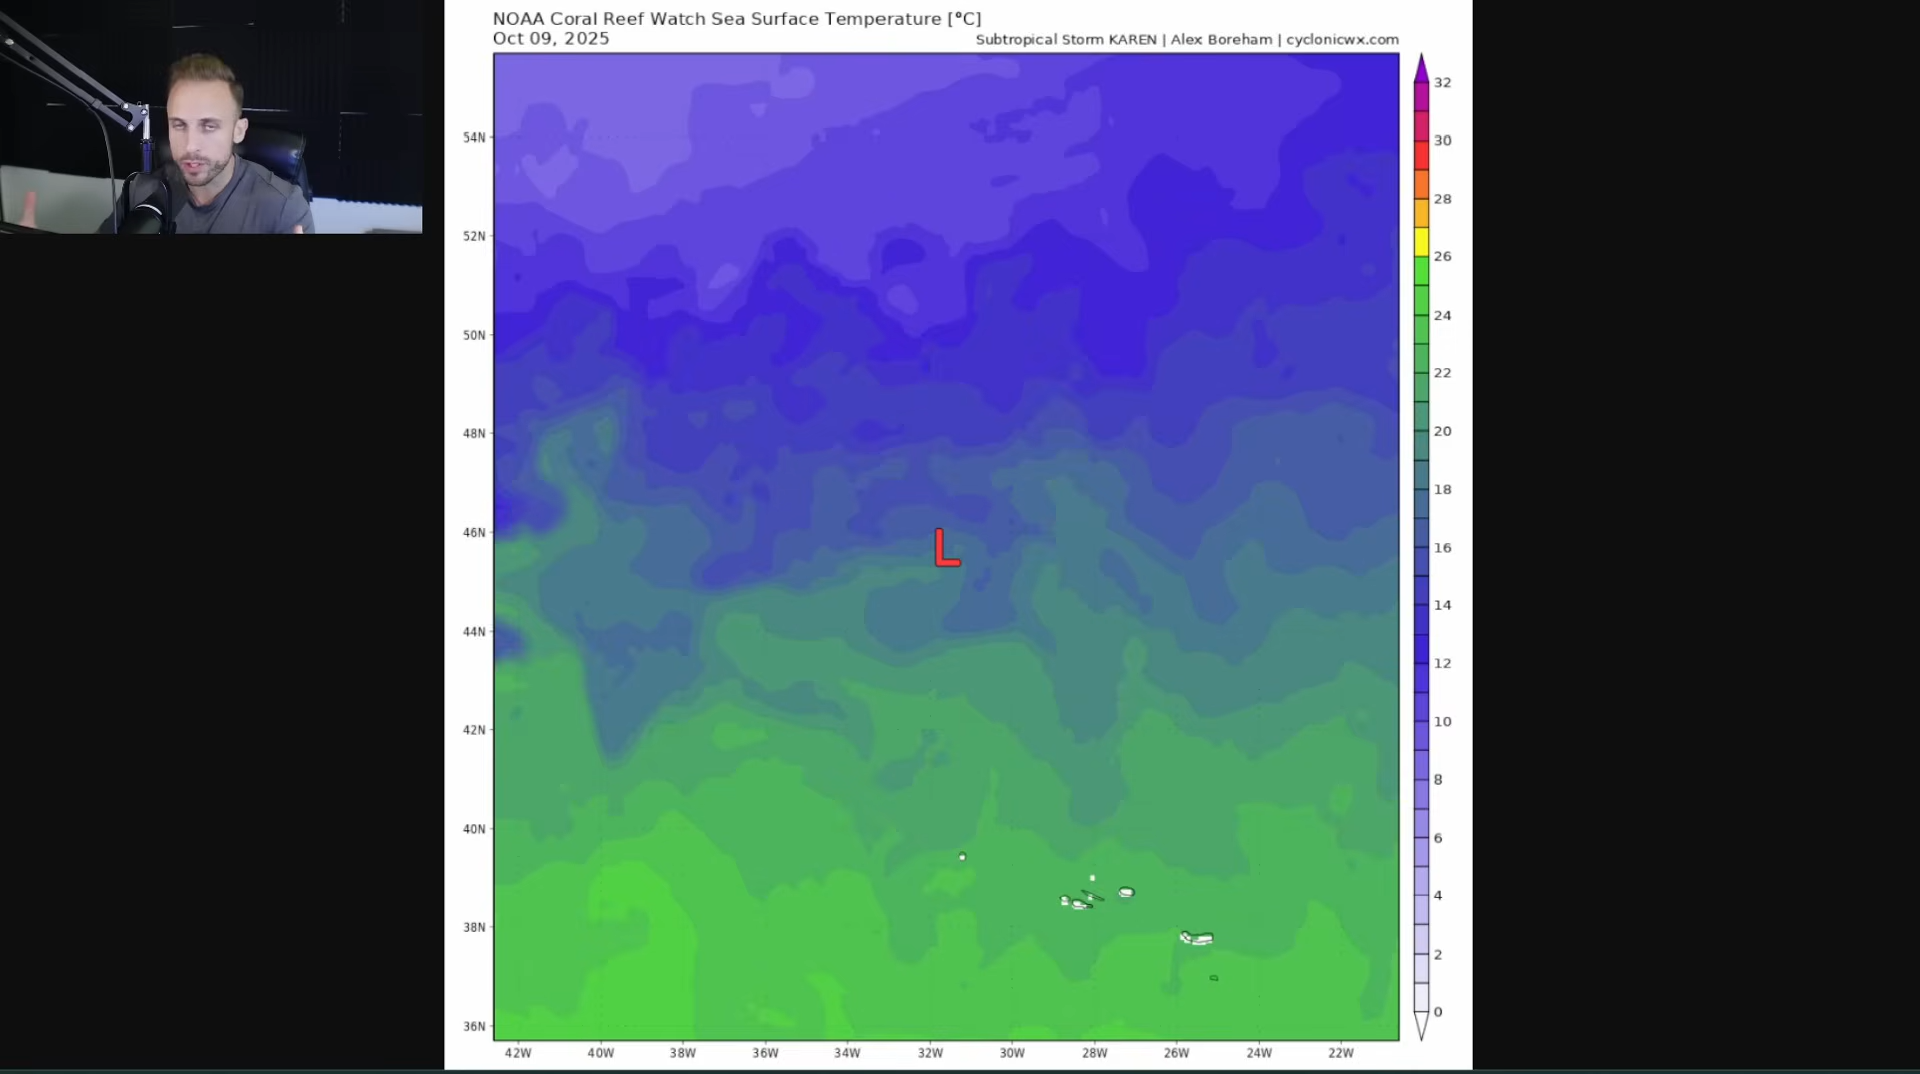 NOAA Coral Reef Watch Sea Surface Temperature [°C]
Oct 09, 2025
Subtropical Storm KAREN | Alex Boreham | cyclonicwx.com
54N
52N
50N
48N
46N
44N
42N
40N
38N
36N
L
42W 40W 38W 36W 34W 32W 30W 28W 26W 24W 22W
32
30
28
26
24
22
20
18
16
14
12
10
8
6
4
2
0